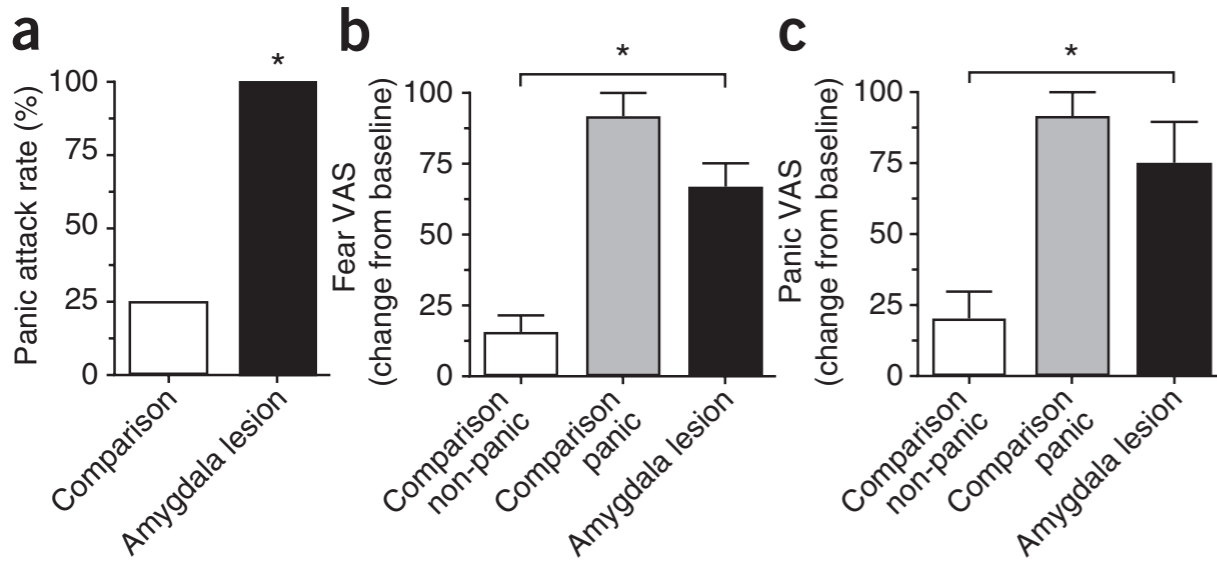 a
*
Panic attack rate (%)
100
75
50
25
0
Comparison
Amygdala lesion
b
*
Fear VAS
(change from baseline)
100
75
50
25
0
Comparison
non-panic
Comparison
panic
Amygdala lesion
c
*
Panic VAS
(change from baseline)
100
75
50
25
0
Comparison
non-panic
Comparison
panic
Amygdala lesion